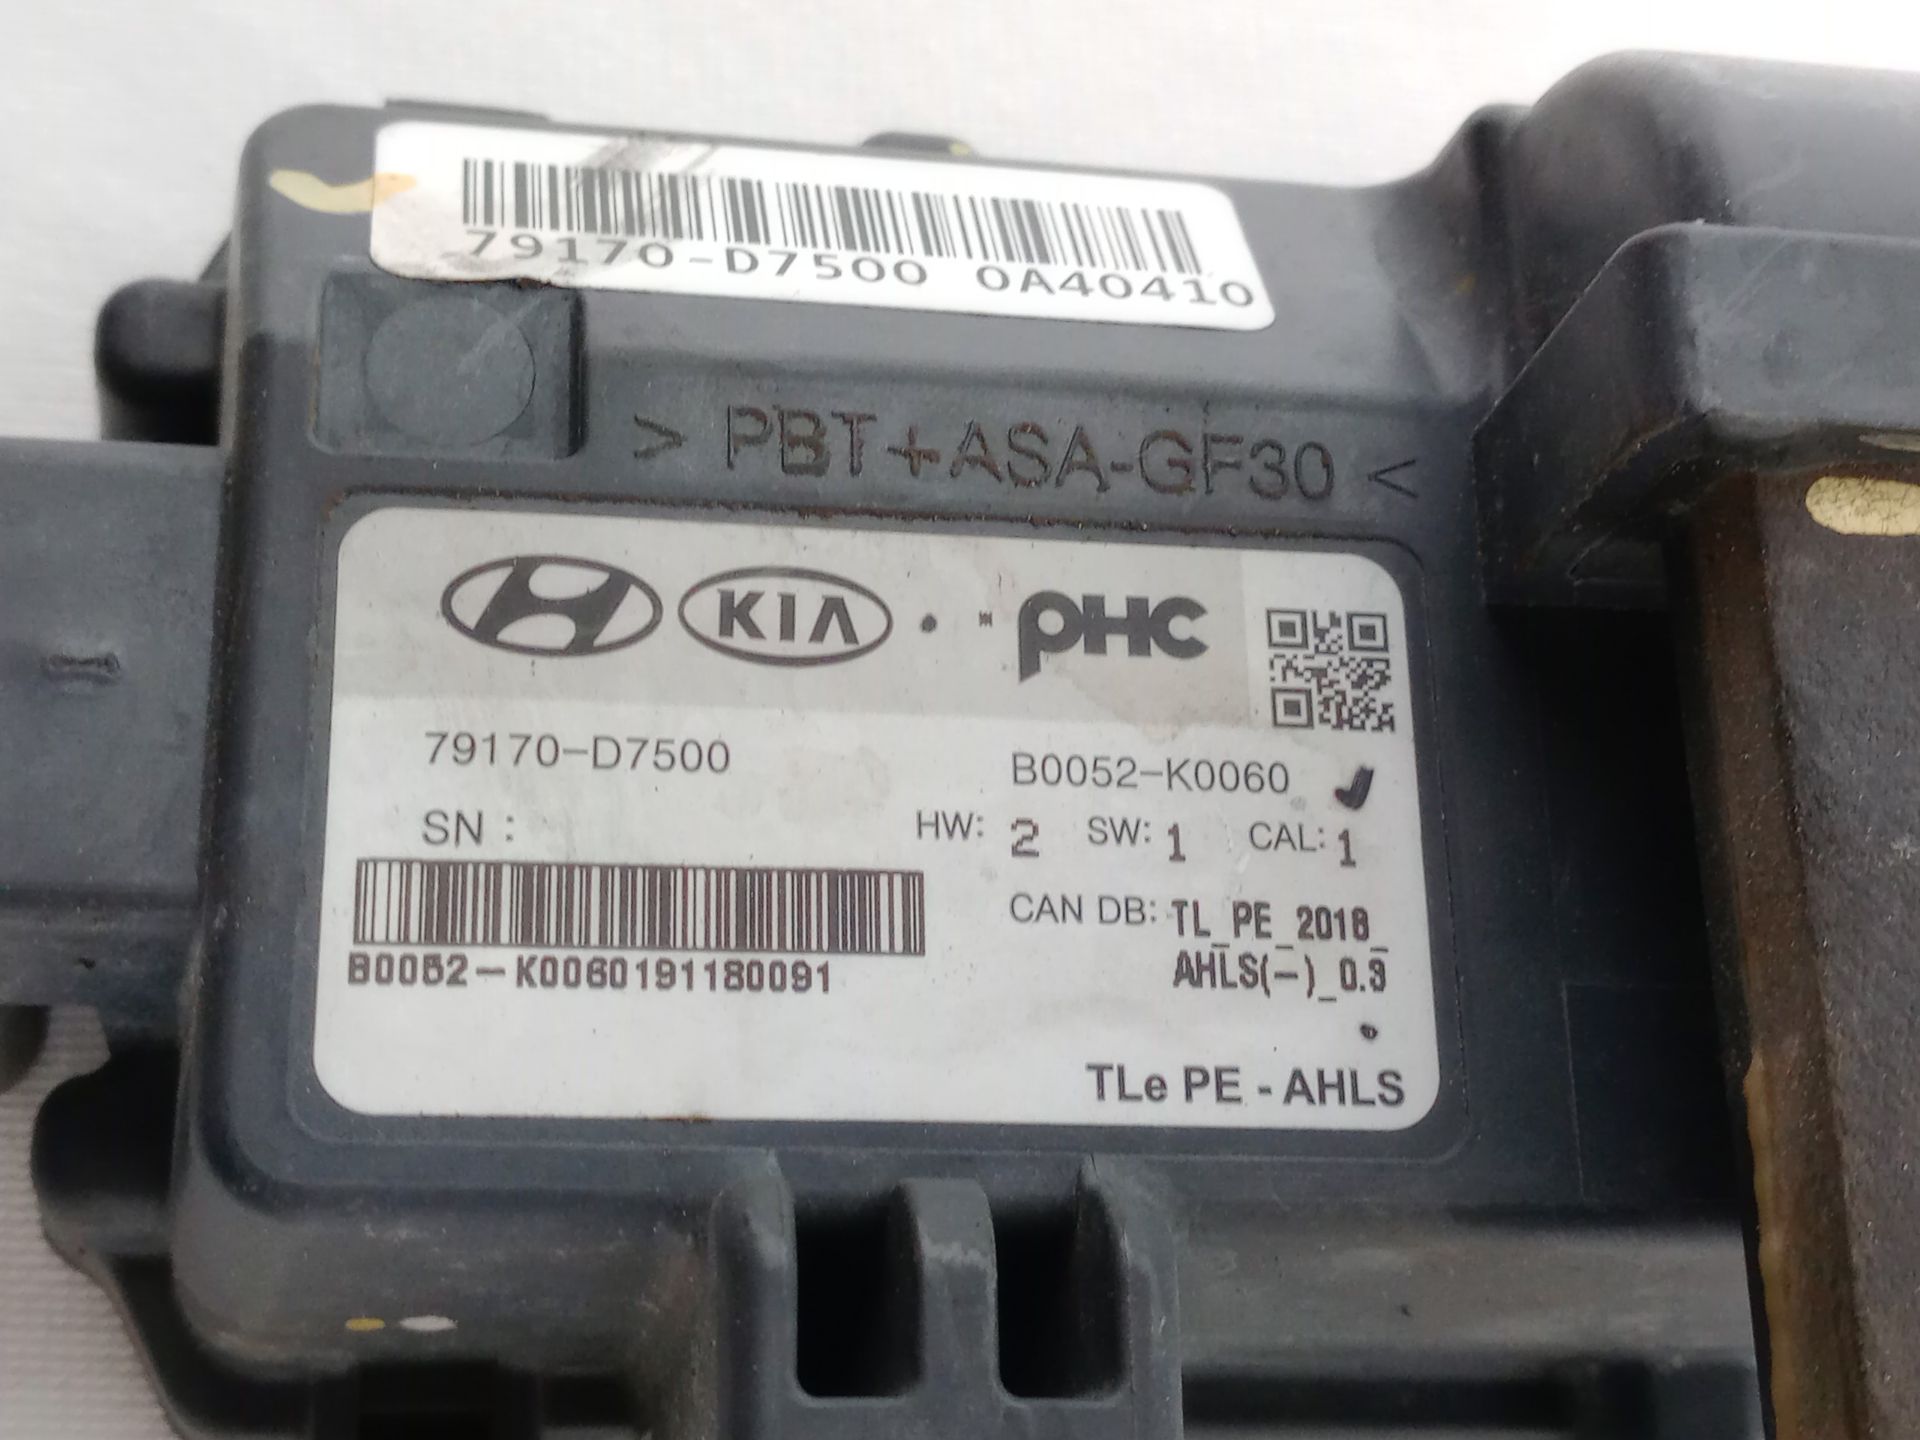 79170-D7500 0A40410
> PBT+ASA-GF30 <
KIA PHC
79170-D7500
B0052-K0060
SN :
HW: 2 SW: 1 CAL: 1
B0052-K0060191180091
CAN DB: TL_PE_2018_
AHLS(-)_0.3
TLe PE - AHLS